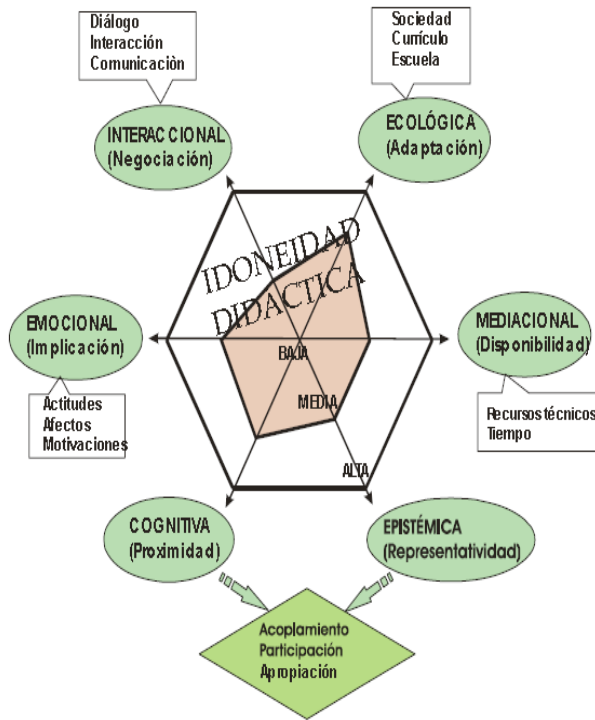 Diálogo
Interacción
Comunicaciòn
Sociedad
Currículo
Escuela
INTERACCIONAL
(Negociación)
ECOLÓGICA
(Adaptación)
IDONEIDAD
DIDÁCTICA
EMOCIONAL
(Implicación)
MEDIACIONAL
(Disponibilidad)
BAJA
MEDIA
ALTA
Actitudes
Afectos
Motivaciones
Recursos técnicos
Tiempo
COGNITIVA
(Proximidad)
EPISTÉMICA
(Representatividad)
Acoplamiento
Participación
Apropiación